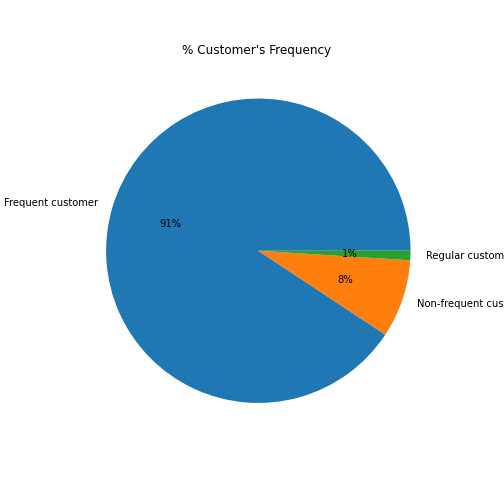 % Customer's Frequency
Frequent customer
91%
1%
Regular custom
8%
Non-frequent cus